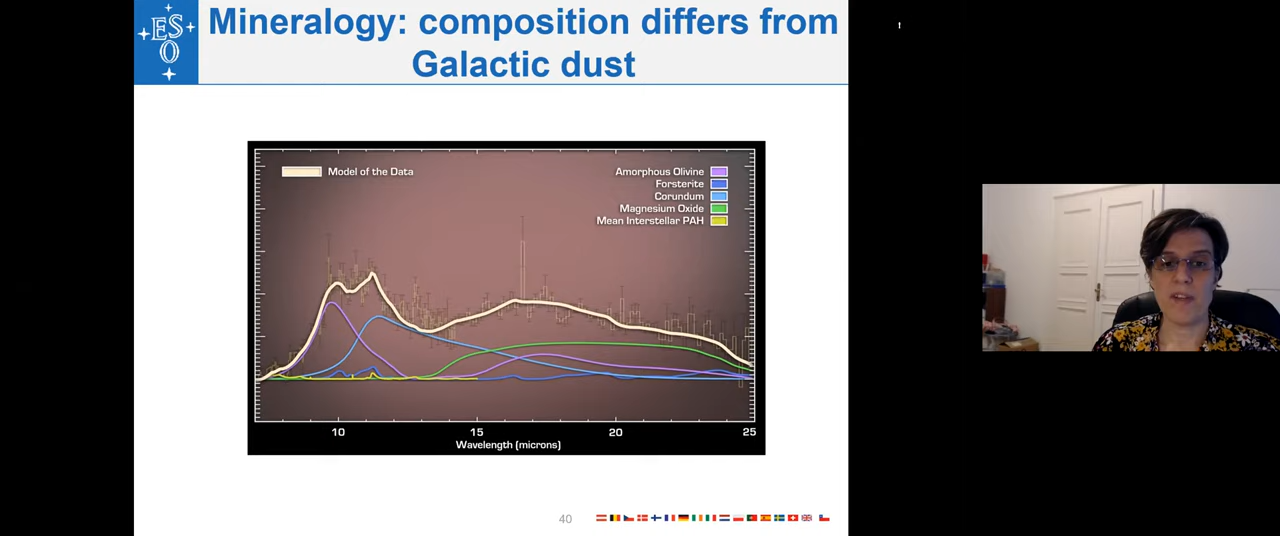 ES
O
Mineralogy: composition differs from
Galactic dust
Model of the Data
Amorphous Olivine
Forsterite
Corundum
Magnesium Oxide
Mean Interstellar PAH
10
15
20
25
Wavelength (microns)
40